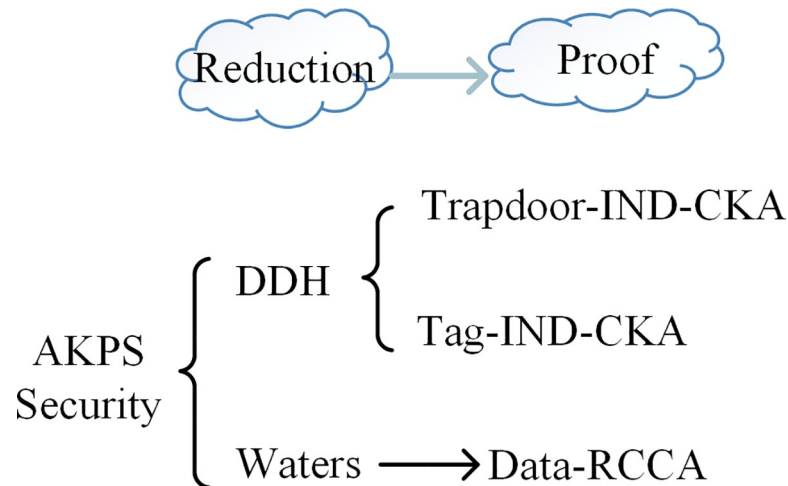 Reduction
Proof
Trapdoor-IND-CKA
DDH
Tag-IND-CKA
AKPS
Security
Waters
Data-RCCA